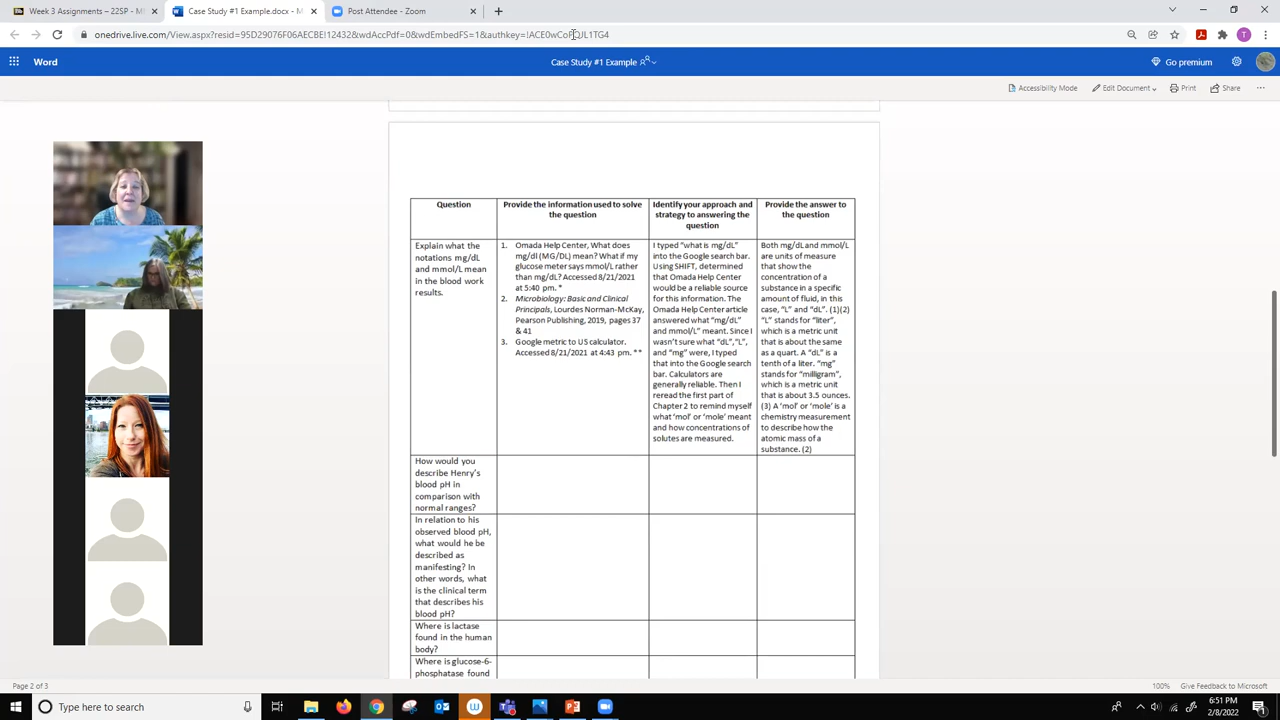 Week 3 Assignments – 22SP - M
Case Study #1 Example.docx - M
Post Attendee - Zoom
onedrive.live.com/View.aspx?resid=95D29076F06AECBE!12432&wdAccPdf=0&wdEmbedFS=1&authkey=
T
Word
Case Study #1 Example
Go premium
Accessibility Mode
Edit Document
Print
Share
Question
Provide the information used to solve
the question
Identify your approach and
strategy to answering the
question
Provide the answer to
the question
Explain what the
notations mg/dL
and mmol/L mean
in the blood work
results.
1. Omada Help Center, What does
mg/dl (MG/DL) mean? What if my
glucose meter says mmol/L rather
than mg/dL? Accessed 8/21/2021
at 5:40 pm. *
2. Microbiology: Basic and Clinical
Principals, Lourdes Norman-McKay,
Pearson Publishing, 2019, pages 37
& 41
3. Google metric to US calculator.
Accessed 8/21/2021 at 4:43 pm. **
I typed "what is mg/dL"
into the Google search bar.
Using SHIFT, determined
that Omada Help Center
would be a reliable source
for this information. The
Omada Help Center article
answered what "mg/dL
and mmol/L" meant. Since I
wasn't sure what "dL", "L",
and "mg" were, I typed
that into the Google search
bar. Calculators are
generally reliable. Then I
reread the first part of
Chapter 2 to remind myself
what 'mol' or 'mole' meant
and how concentrations of
solutes are measured.
Both mg/dL and mmol/L
are units of measure
that show the
concentration of a
substance in a specific
amount of fluid, in this
case, "L" and "dL". (1)(2)
"L" stands for "liter",
which is a metric unit
that is about the same
as a quart. A "dL" is a
tenth of a liter. "mg"
stands for "milligram",
which is a metric unit
that is about 3.5 ounces.
(3) A 'mol' or 'mole' is a
chemistry measurement
to describe how the
atomic mass of a
substance. (2)
How would you
describe Henry's
blood pH in
comparison with
normal ranges?
In relation to his
observed blood pH,
what would he be
described as
manifesting? In
other words, what
is the clinical term
that describes his
blood pH?
Where is lactase
found in the human
body?
Where is glucose-6-
phosphatase found
Page 2 of 3
100%
Give Feedback to Microsoft
Type here to search
6:51 PM
2/8/2022